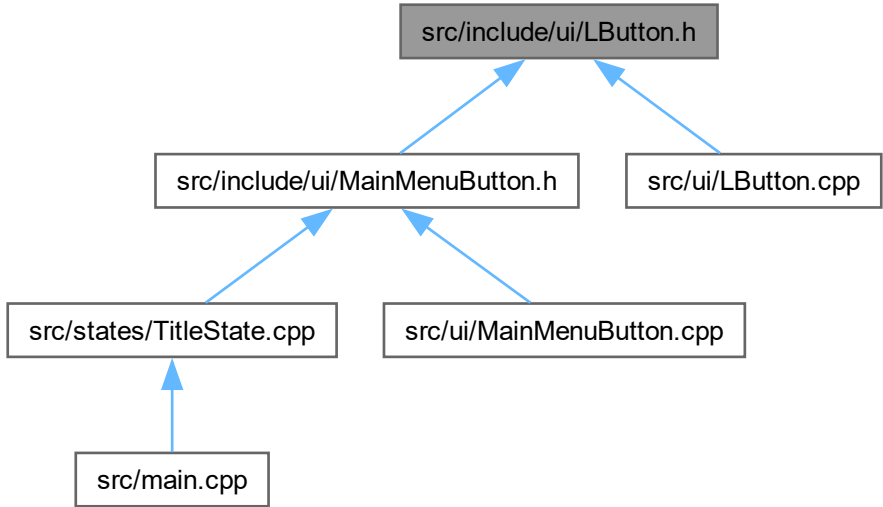 src/include/ui/LButton.h
src/include/ui/MainMenuButton.h
src/ui/LButton.cpp
src/states/TitleState.cpp
src/ui/MainMenuButton.cpp
src/main.cpp